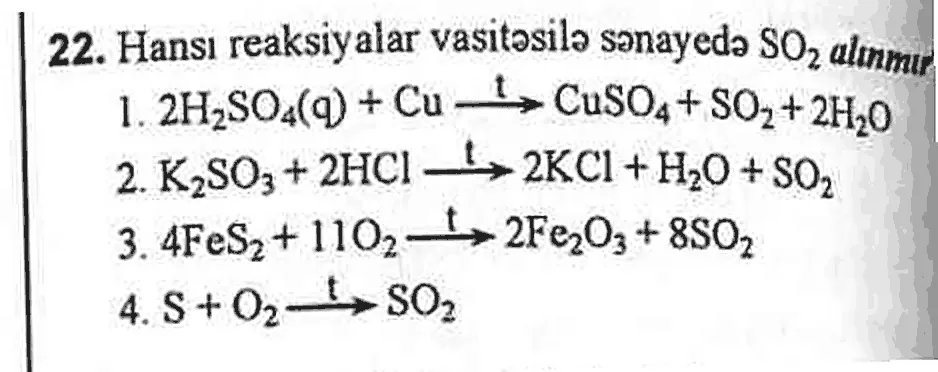 22. Hansı reaksiyalar vasitəsilə sənayedə SO₂ alınmır
1. 2H₂SO₄(q) + Cu —t→ CuSO₄ + SO₂ + 2H₂O
2. K₂SO₃ + 2HCl —t→ 2KCl + H₂O + SO₂
3. 4FeS₂ + 11O₂ —t→ 2Fe₂O₃ + 8SO₂
4. S + O₂ —t→ SO₂